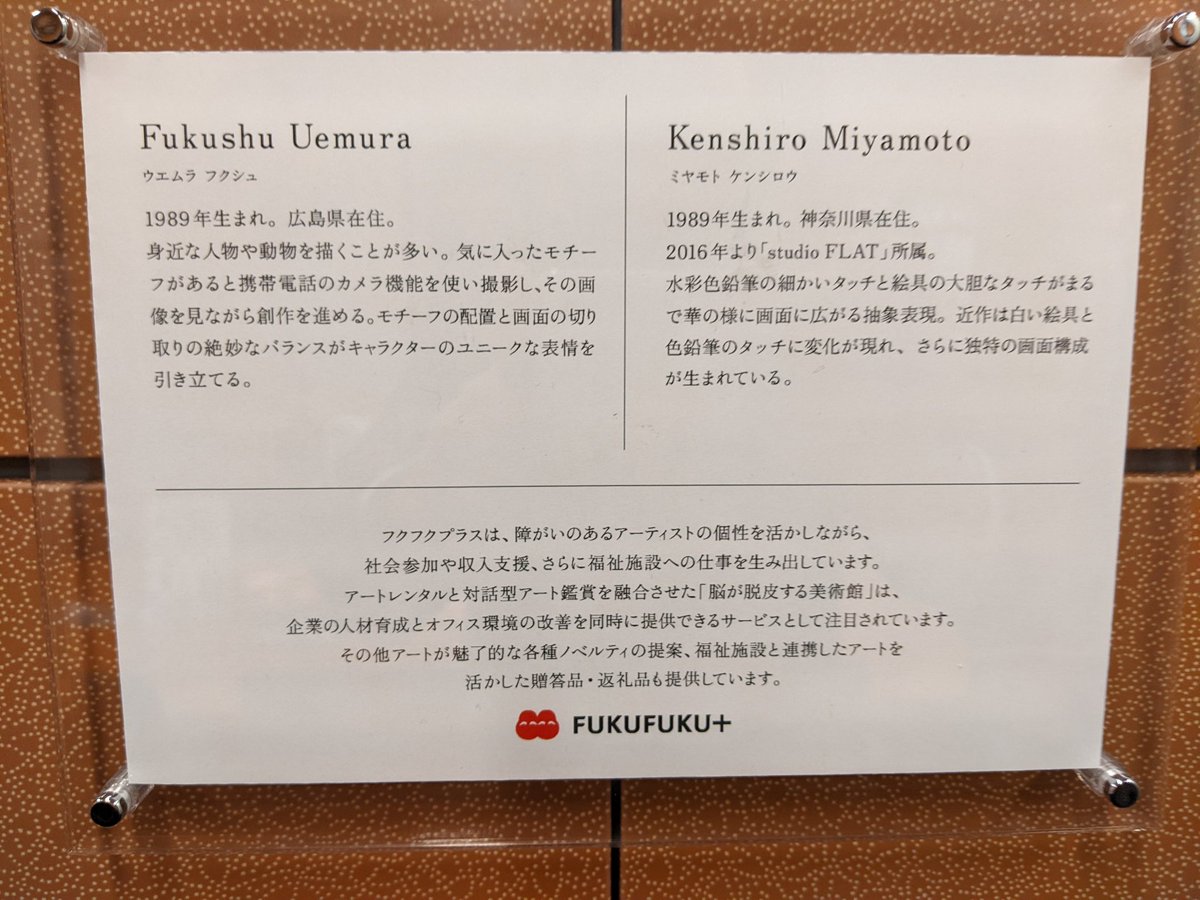 Fukushu Uemura
ウエムラ フクシュ
1989年生まれ。広島県在住。
身近な人物や動物を描くことが多い。気に入ったモチー
フがあると携帯電話のカメラ機能を使い撮影し、その画
像を見ながら創作を進める。モチーフの配置と画面の切り
取りの絶妙なバランスがキャラクターのユニークな表情を
引き立てる。
Kenshiro Miyamoto
ミヤモト ケンシロウ
1989年生まれ。神奈川県在住。
2016年より「studio FLAT」所属。
水彩色鉛筆の細かいタッチと絵具の大胆なタッチがまる
で華の様に画面に広がる抽象表現。近作は白い絵具と
色鉛筆のタッチに変化が現れ、さらに独特の画面構成
が生まれている。
フクフクプラスは、障がいのあるアーティストの個性を活かしながら、
社会参加や収入支援、さらに福祉施設への仕事を生み出しています。
アートレンタルと対話型アート鑑賞を融合させた「脳が脱皮する美術館」は、
企業の人材育成とオフィス環境の改善を同時に提供できるサービスとして注目されています。
その他アートが魅了的な各種ノベルティの提案、福祉施設と連携したアートを
活かした贈答品・返礼品も提供しています。
FUKUFUKU+